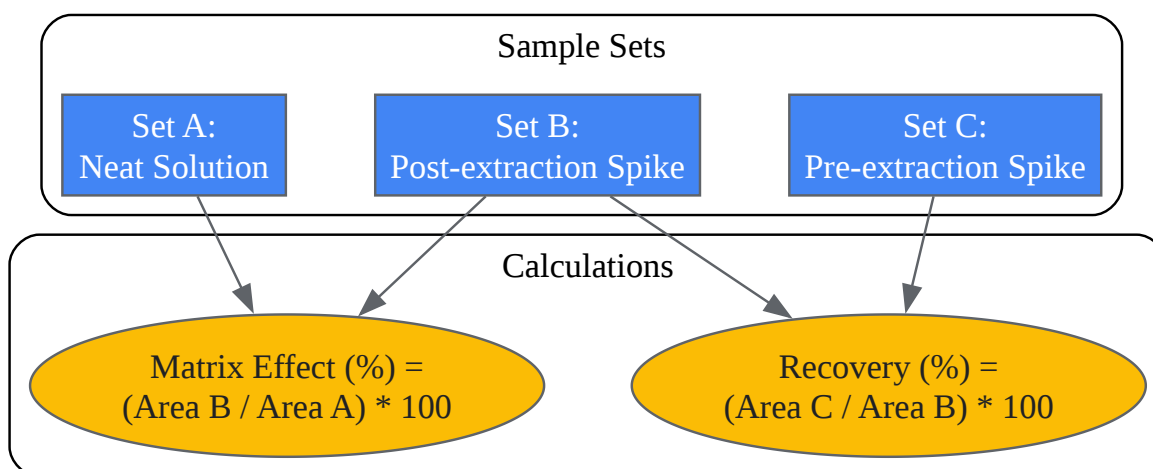 Sample Sets
Set A:
Neat Solution
Set B:
Post-extraction Spike
Set C:
Pre-extraction Spike
Calculations
Matrix Effect (%) =
(Area B / Area A) * 100
Recovery (%) =
(Area C / Area B) * 100